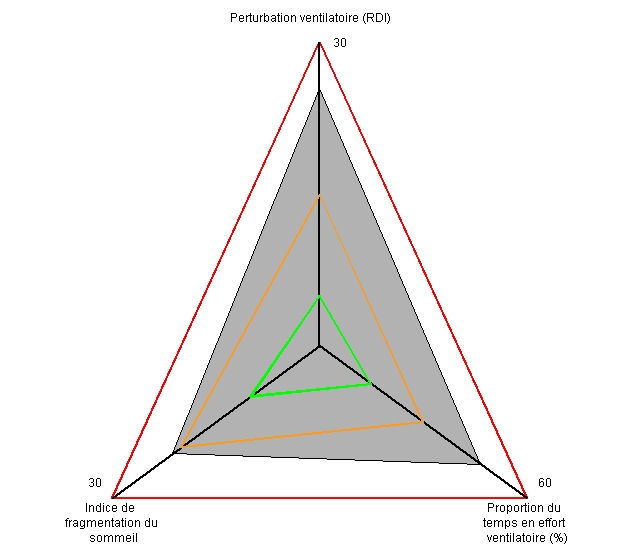 Perturbation ventilatoire (RDI)
30
30
60
Indice de
fragmentation du
sommeil
Proportion du
temps en effort
ventilatoire (%)